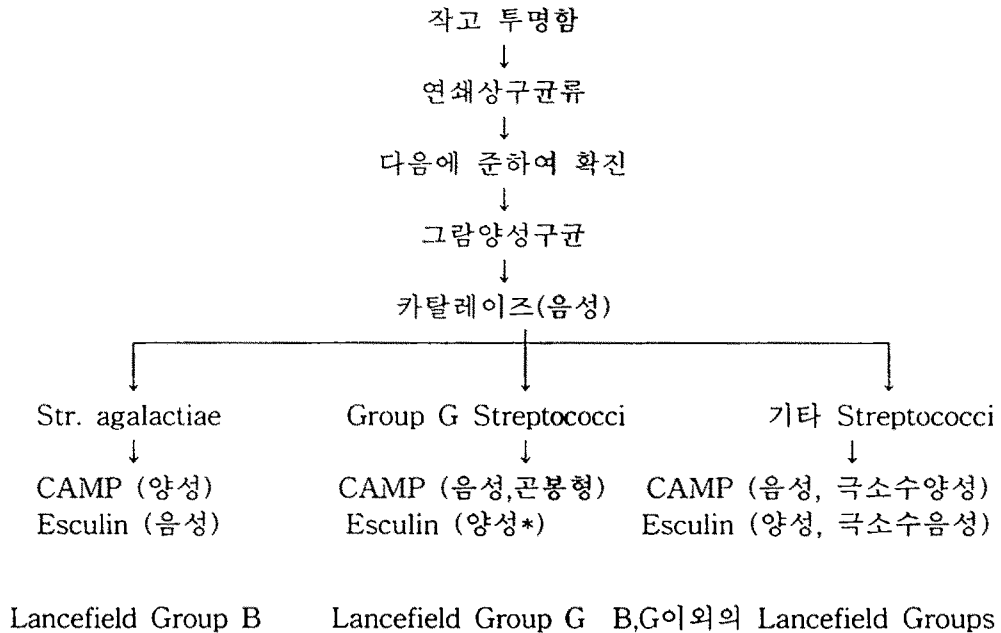 작고 투명함
↓
연쇄상구균류
↓
다음에 준하여 확진
↓
그람양성구균
↓
카탈레이즈(음성)
Str. agalactiae
↓
CAMP (양성)
Esculin (음성)
Lancefield Group B
Group G Streptococci
↓
CAMP (음성,곤봉형)
Esculin (양성*)
Lancefield Group G
기타 Streptococci
↓
CAMP (음성, 극소수양성)
Esculin (양성, 극소수음성)
B,G이외의 Lancefield Groups